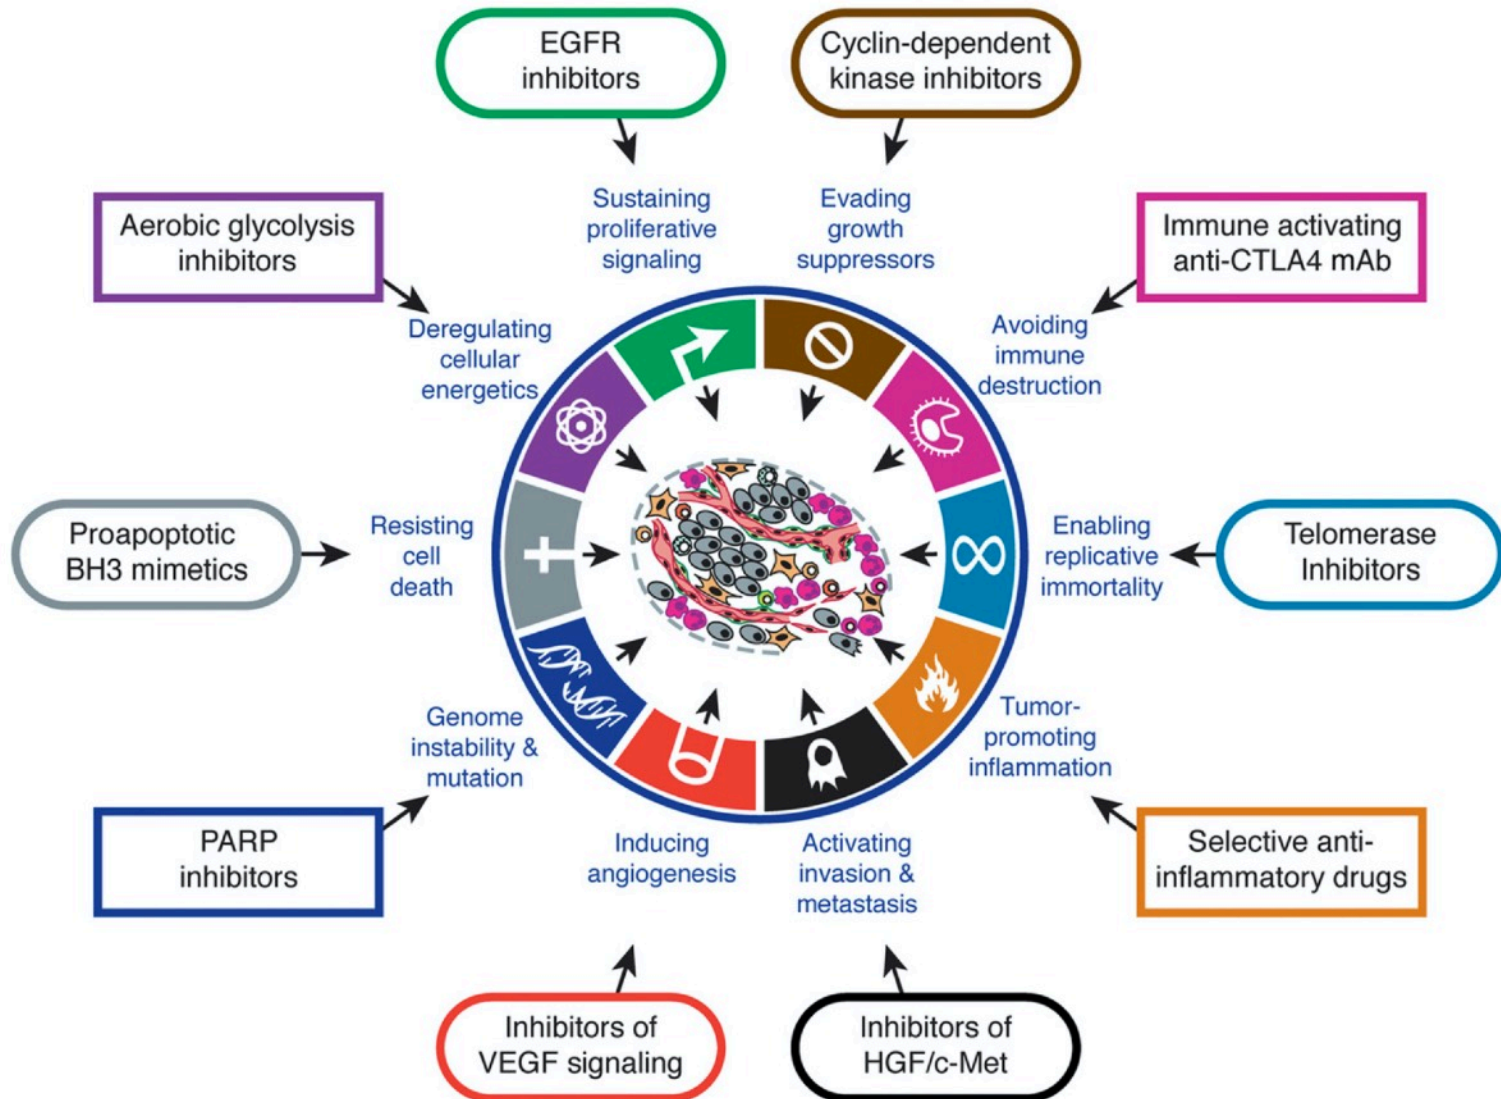 EGFR
inhibitors
Cyclin-dependent
kinase inhibitors
Aerobic glycolysis
inhibitors
Sustaining
proliferative
signaling
Evading
growth
suppressors
Immune activating
anti-CTLA4 mAb
Deregulating
cellular
energetics
Avoiding
immune
destruction
Proapoptotic
BH3 mimetics
Resisting
cell
death
Enabling
replicative
immortality
Telomerase
Inhibitors
Genome
instability &
mutation
Tumor-
promoting
inflammation
PARP
inhibitors
Inducing
angiogenesis
Activating
invasion &
metastasis
Selective anti-
inflammatory drugs
Inhibitors of
VEGF signaling
Inhibitors of
HGF/c-Met